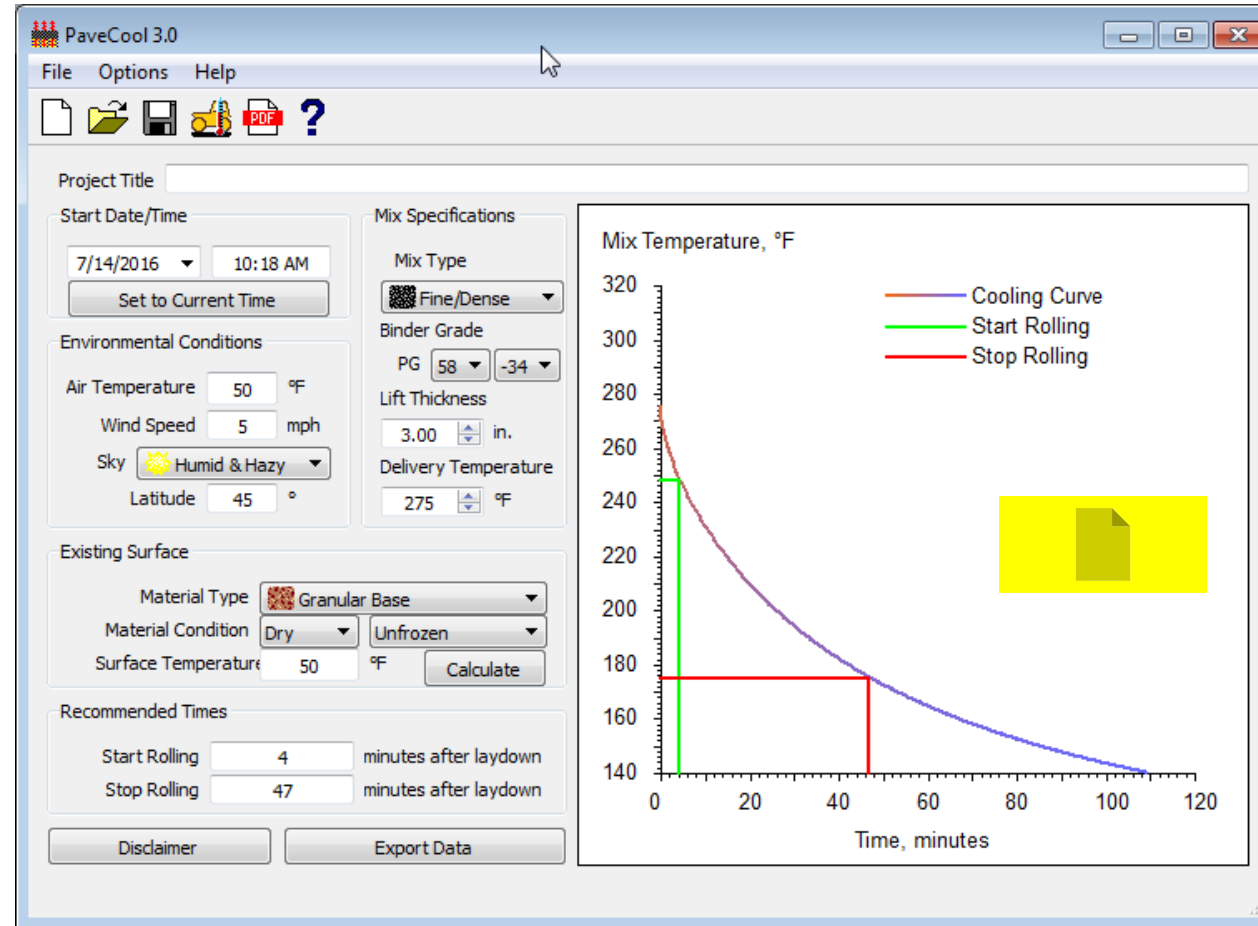 PaveCool 3.0
File Options Help
PDF ?
Project Title
Start Date/Time
7/14/2016 10:18 AM
Set to Current Time
Environmental Conditions
Air Temperature 50 °F
Wind Speed 5 mph
Sky Humid & Hazy
Latitude 45 °
Mix Specifications
Mix Type
Fine/Dense
Binder Grade
PG 58 -34
Lift Thickness
3.00 in.
Delivery Temperature
275 °F
Existing Surface
Material Type Granular Base
Material Condition Dry Unfrozen
Surface Temperature 50 °F Calculate
Recommended Times
Start Rolling 4 minutes after laydown
Stop Rolling 47 minutes after laydown
Disclaimer Export Data
Mix Temperature, °F
Cooling Curve
Start Rolling
Stop Rolling
320
300
280
260
240
220
200
180
160
140
0 20 40 60 80 100 120
Time, minutes